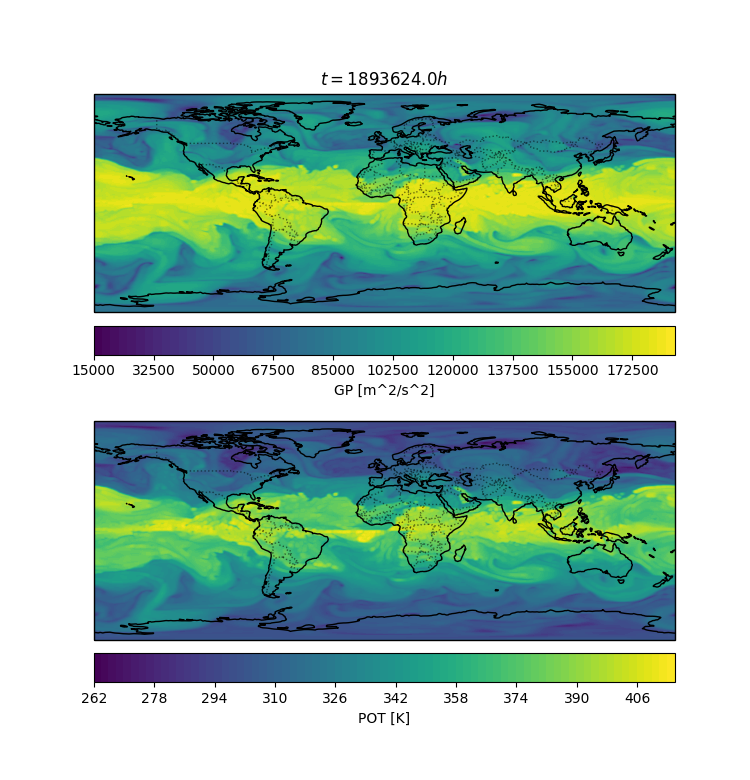 t = 1893624.0h
15000 32500 50000 67500 85000 102500 120000 137500 155000 172500
GP [m^2/s^2]
262 278 294 310 326 342 358 374 390 406
POT [K]